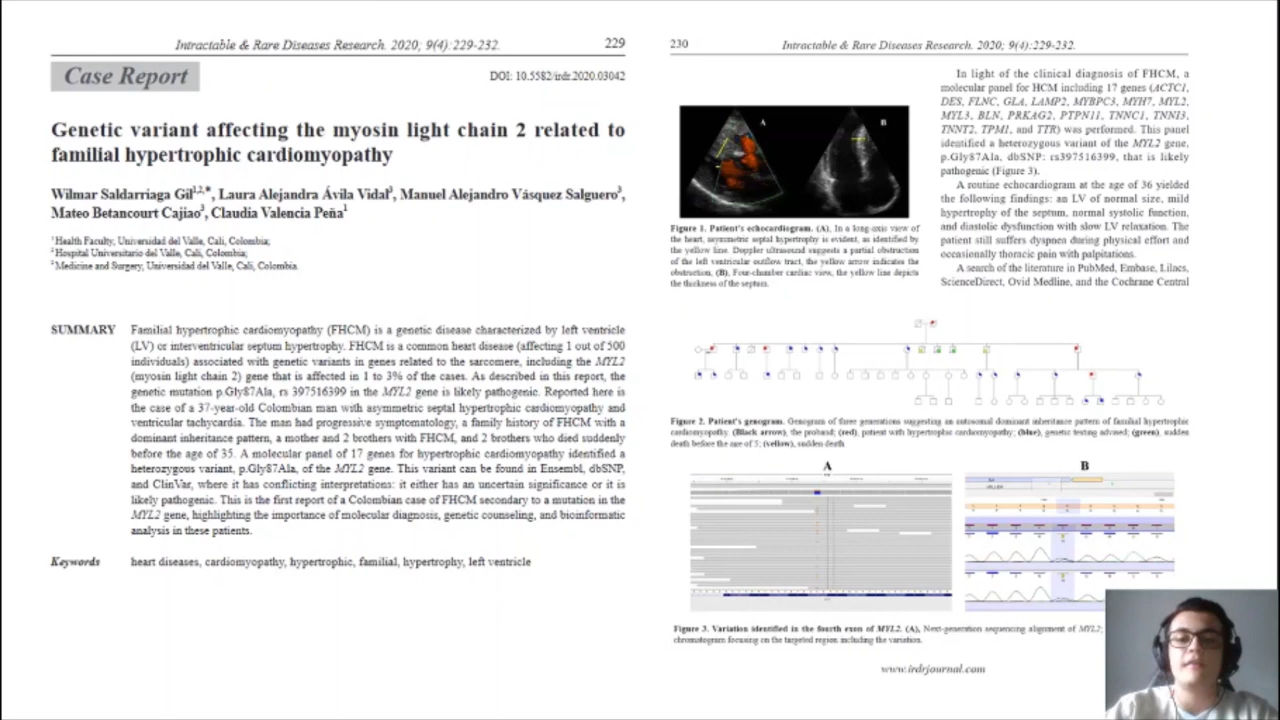 Intractable & Rare Diseases Research. 2020; 9(4):229-232.
229
Case Report
DOI: 10.5582/irdr.2020.03042
Genetic variant affecting the myosin light chain 2 related to
familial hypertrophic cardiomyopathy
Wilmar Saldarriaga Gil1,2,*, Laura Alejandra Ávila Vidal3, Manuel Alejandro Vásquez Salguero3,
Mateo Betancourt Cajiao3, Claudia Valencia Peña1
1Health Faculty, Universidad del Valle, Cali, Colombia;
2Hospital Universitario del Valle, Cali, Colombia;
3Medicine and Surgery, Universidad del Valle, Cali, Colombia.
SUMMARY
Familial hypertrophic cardiomyopathy (FHCM) is a genetic disease characterized by left ventricle
(LV) or interventricular septum hypertrophy. FHCM is a common heart disease (affecting 1 out of 500
individuals) associated with genetic variants in genes related to the sarcomere, including the MYL2
(myosin light chain 2) gene that is affected in 1 to 3% of the cases. As described in this report, the
genetic mutation p.Gly87Ala, rs 397516399 in the MYL2 gene is likely pathogenic. Reported here is
the case of a 37-year-old Colombian man with asymmetric septal hypertrophic cardiomyopathy and
ventricular tachycardia. The man had progressive symptomatology, a family history of FHCM with a
dominant inheritance pattern, a mother and 2 brothers with FHCM, and 2 brothers who died suddenly
before the age of 35. A molecular panel of 17 genes for hypertrophic cardiomyopathy identified a
heterozygous variant, p.Gly87Ala, of the MYL2 gene. This variant can be found in Ensembl, dbSNP,
and ClinVar, where it has conflicting interpretations: it either has an uncertain significance or it is
likely pathogenic. This is the first report of a Colombian case of FHCM secondary to a mutation in the
MYL2 gene, highlighting the importance of molecular diagnosis, genetic counseling, and bioinformatic
analysis in these patients.
Keywords
heart diseases, cardiomyopathy, hypertrophic, familial, hypertrophy, left ventricle
230
Intractable & Rare Diseases Research. 2020; 9(4):229-232.
A
B
Figure 1. Patient's echocardiogram. (A), In a long-axis view of
the heart, asymmetric septal hypertrophy is evident, as identified by
the yellow line. Doppler ultrasound suggests a partial obstruction
of the left ventricular outflow tract, the yellow arrow indicates the
obstruction, (B), Four-chamber cardiac view, the yellow line depicts
the thickness of the septum.
In light of the clinical diagnosis of FHCM, a
molecular panel for HCM including 17 genes (ACTC1,
DES, FLNC, GLA, LAMP2, MYBPC3, MYH7, MYL2,
MYL3, BLN, PRKAG2, PTPN11, TNNC1, TNNI3,
TNNT2, TPM1, and TTR) was performed. This panel
identified a heterozygous variant of the MYL2 gene,
p.Gly87Ala, dbSNP: rs397516399, that is likely
pathogenic (Figure 3).
A routine echocardiogram at the age of 36 yielded
the following findings: an LV of normal size, mild
hypertrophy of the septum, normal systolic function,
and diastolic dysfunction with slow LV relaxation. The
patient still suffers dyspnea during physical effort and
occasionally thoracic pain with palpitations.
A search of the literature in PubMed, Embase, Lilacs,
ScienceDirect, Ovid Medline, and the Cochrane Central
Figure 2. Patient's genogram. Genogram of three generations suggesting an autosomal dominant inheritance pattern of familial hypertrophic
cardiomyopathy. (Black arrow), the proband; (red), patient with hypertrophic cardiomyopathy; (blue), genetic testing advised; (green), sudden
death before the age of 5; (yellow), sudden death
A
B
Figure 3. Variation identified in the fourth exon of MYL2. (A), Next-generation sequencing alignment of MYL2;
chromatogram focusing on the targeted region including the variation.
www.irdrjournal.com